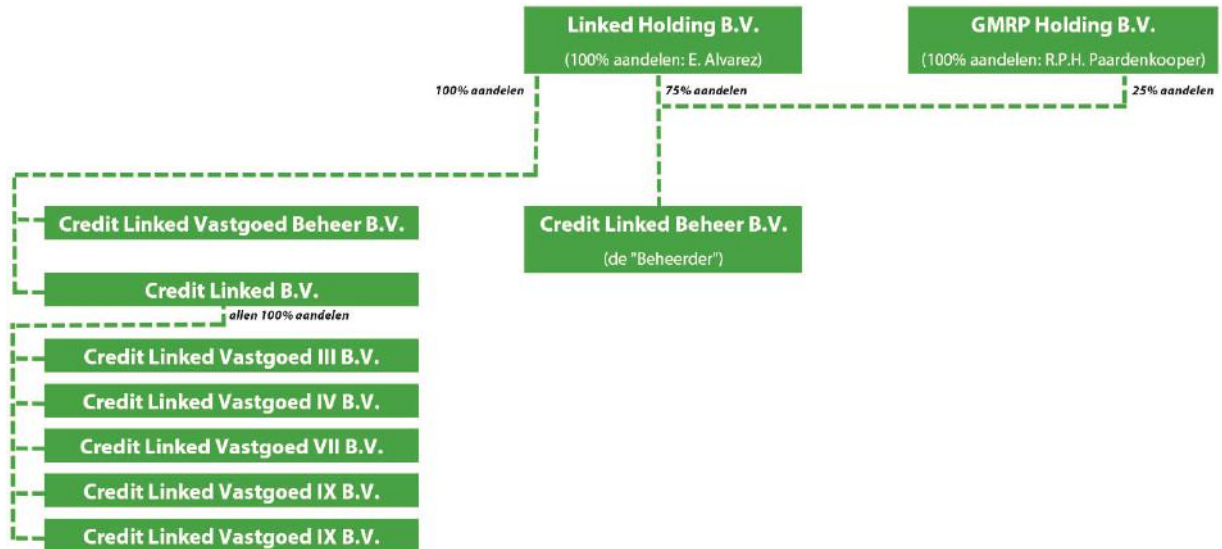 Linked Holding B.V.
(100% aandelen: E. Alvarez)
GMRP Holding B.V.
(100% aandelen: R.P.H. Paardenkooper)
100% aandelen
75% aandelen
25% aandelen
Credit Linked Vastgoed Beheer B.V.
Credit Linked Beheer B.V.
(de "Beheerder")
Credit Linked B.V.
allen 100% aandelen
Credit Linked Vastgoed III B.V.
Credit Linked Vastgoed IV B.V.
Credit Linked Vastgoed VII B.V.
Credit Linked Vastgoed IX B.V.
Credit Linked Vastgoed IX B.V.